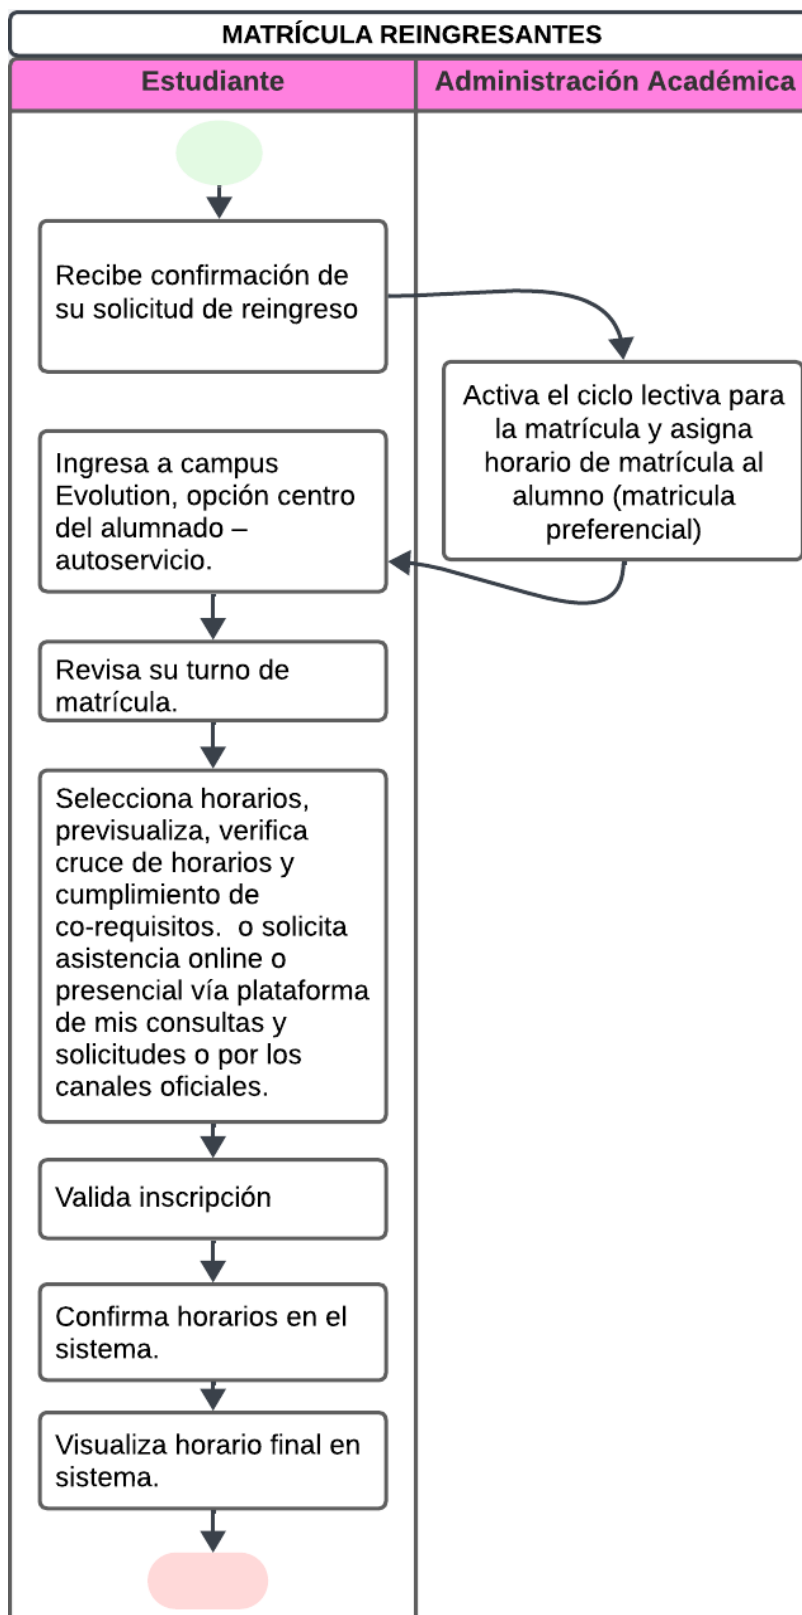 MATRÍCULA REINGRESANTES
Estudiante
Administración Académica
Recibe confirmación de
su solicitud de reingreso
Activa el ciclo lectiva para
la matrícula y asigna
horario de matrícula al
alumno (matricula
preferencial)
Ingresa a campus
Evolution, opción centro
del alumnado –
autoservicio.
Revisa su turno de
matrícula.
Selecciona horarios,
previsualiza, verifica
cruce de horarios y
cumplimiento de
co-requisitos.  o solicita
asistencia online o
presencial vía plataforma
de mis consultas y
solicitudes o por los
canales oficiales.
Valida inscripción
Confirma horarios en el
sistema.
Visualiza horario final en
sistema.